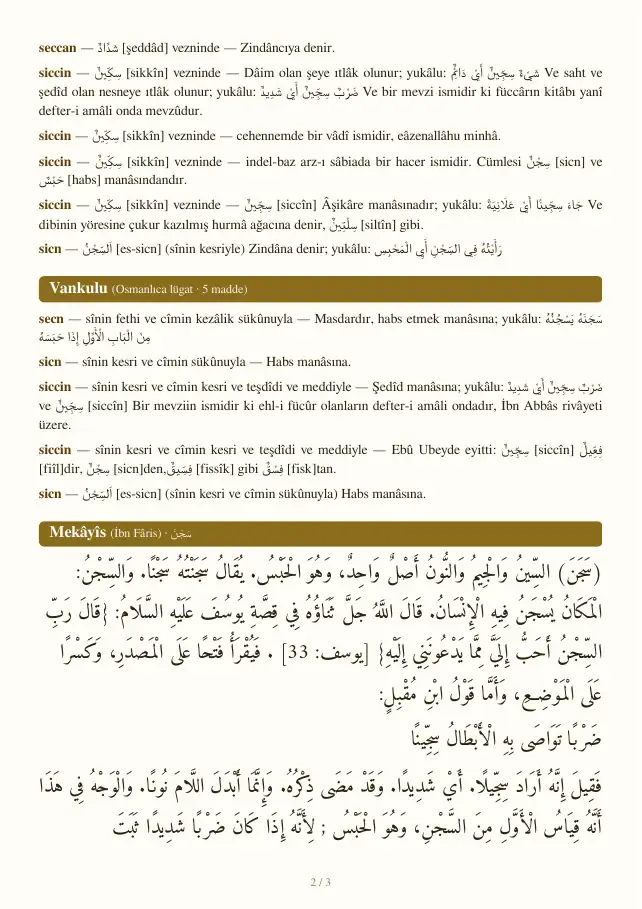 seccan — شَدَّادٌ [şeddâd] vezninde — Zindâncıya denir.
siccin — سِكِّينٌ [sikkîn] vezninde — Dâim olan şeye ıtlâk olunur; yukâlu: شَيْءٌ سِجِّينٌ أَيْ دَائِمٌ Ve saht ve
şedîd olan nesneye ıtlâk olunur; yukâlu: ضَرْبٌ سِجِّينٌ أَيْ شَدِيدٌ Ve bir mevzi ismidir ki füccârın kitâbı yanî
defter-i amâli onda mevzûdur.
siccin — سِكِّينٌ [sikkîn] vezninde — cehennemde bir vâdî ismidir, eâzenallâhu minhâ.
siccin — سِكِّينٌ [sikkîn] vezninde — indel-baz arz-ı sâbiada bir hacer ismidir. Cümlesi سِجْنٌ [sicn] ve
حَبْسٌ [habs] manâsındandır.
siccin — سِكِّينٌ [sikkîn] vezninde — سِجِّينٌ [siccîn] Âşikâre manâsınadır; yukâlu: جَاءَ سِجِّينًا أَيْ عَلَانِيَةً Ve
dibinin yöresine çukur kazılmış hurmâ ağacına denir, سِلْتِينٌ [siltîn] gibi.
sicn — اَلسِّجْنُ [es-sicn] (sînin kesriyle) Zindâna denir; yukâlu: رَأَيْتُهُ فِي السِّجْنِ أَيِ الْمَحْبِسِ
Vankulu (Osmanlıca lügat · 5 madde)
secn — sînin fethi ve cîmin kezâlik sükûnuyla — Masdardır, habs etmek manâsına; yukâlu: سَجَنَهُ يَسْجُنُهُ
مِنَ الْبَابِ الْأَوَّلِ إِذَا حَبَسَهُ
sicn — sînin kesri ve cîmin sükûnuyla — Habs manâsına.
siccin — sînin kesri ve cîmin kesri ve teşdîdi ve meddiyle — Şedîd manâsına; yukâlu: ضَرْبٌ سِجِّينٌ أَيْ شَدِيدٌ
ve سِجِّينٌ [siccîn] Bir mevziin ismidir ki ehl-i fücûr olanların defter-i amâli ondadır, İbn Abbâs rivâyeti
üzere.
siccin — sînin kesri ve cîmin kesri ve teşdîdi ve meddiyle — Ebû Ubeyde eyitti: سِجِّينٌ [siccîn] فِعِّيلٌ
[fiîl]dir, سِجْنٌ [sicn]den, فِسِّيقٌ [fissîk] gibi فِسْقٌ [fısk]tan.
sicn — اَلسِّجْنُ [es-sicn] (sînin kesri ve cîmin sükûnuyla) Habs manâsına.
Mekâyîs (İbn Fâris) · سَجَنَ
(سَجَنَ) السِّينُ وَالْجِيمُ وَالنُّونُ أَصْلٌ وَاحِدٌ، وَهُوَ الْحَبْسُ. يُقَالُ سَجَنْتُهُ سَجْنًا. وَالسِّجْنُ:
الْمَكَانُ يُسْجَنُ فِيهِ الْإِنْسَانُ. قَالَ اللَّهُ جَلَّ ثَنَاؤُهُ فِي قِصَّةِ يُوسُفَ عَلَيْهِ السَّلَامُ: {قَالَ رَبِّ
السِّجْنُ أَحَبُّ إِلَيَّ مِمَّا يَدْعُونَنِي إِلَيْهِ} [يوسف: 33] . فَيُقْرَأُ فَتْحًا عَلَى الْمَصْدَرِ، وَكَسْرًا
عَلَى الْمَوْضِعِ، وَأَمَّا قَوْلُ ابْنِ مُقْبِلٍ:
ضَرْبًا تَوَاصَى بِهِ الْأَبْطَالُ سِجِّينًا
فَقِيلَ إِنَّهُ أَرَادَ سِجِّيلًا. أَيْ شَدِيدًا. وَقَدْ مَضَى ذِكْرُهُ. وَإِنَّمَا أَبْدَلَ اللَّامَ نُونًا. وَالْوَجْهُ فِي هَذَا
أَنَّهُ قِيَاسُ الْأَوَّلِ مِنَ السَّجْنِ، وَهُوَ الْحَبْسُ ; لِأَنَّهُ إِذَا كَانَ ضَرْبًا شَدِيدًا ثَبَتَ
2 / 3